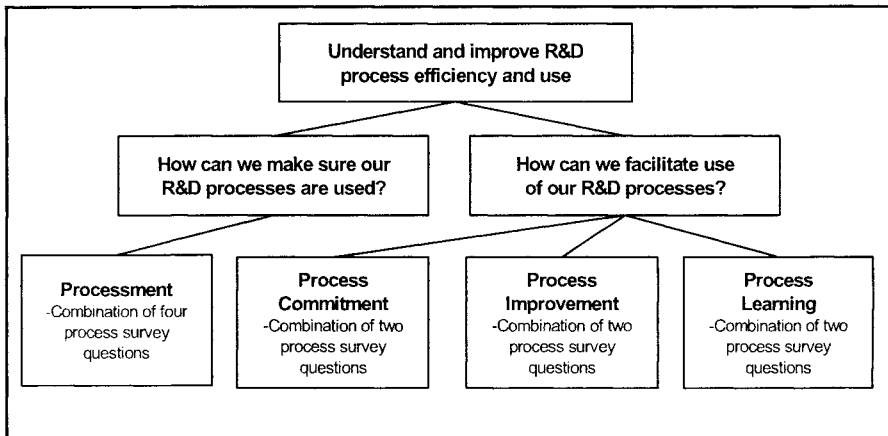 Understand and improve R&D
process efficiency and use
How can we make sure our
R&D processes are used?
How can we facilitate use
of our R&D processes?
Processment
-Combination of four
process survey
questions
Process
Commitment
-Combination of two
process survey
questions
Process
Improvement
-Combination of two
process survey
questions
Process
Learning
-Combination of two
process survey
questions